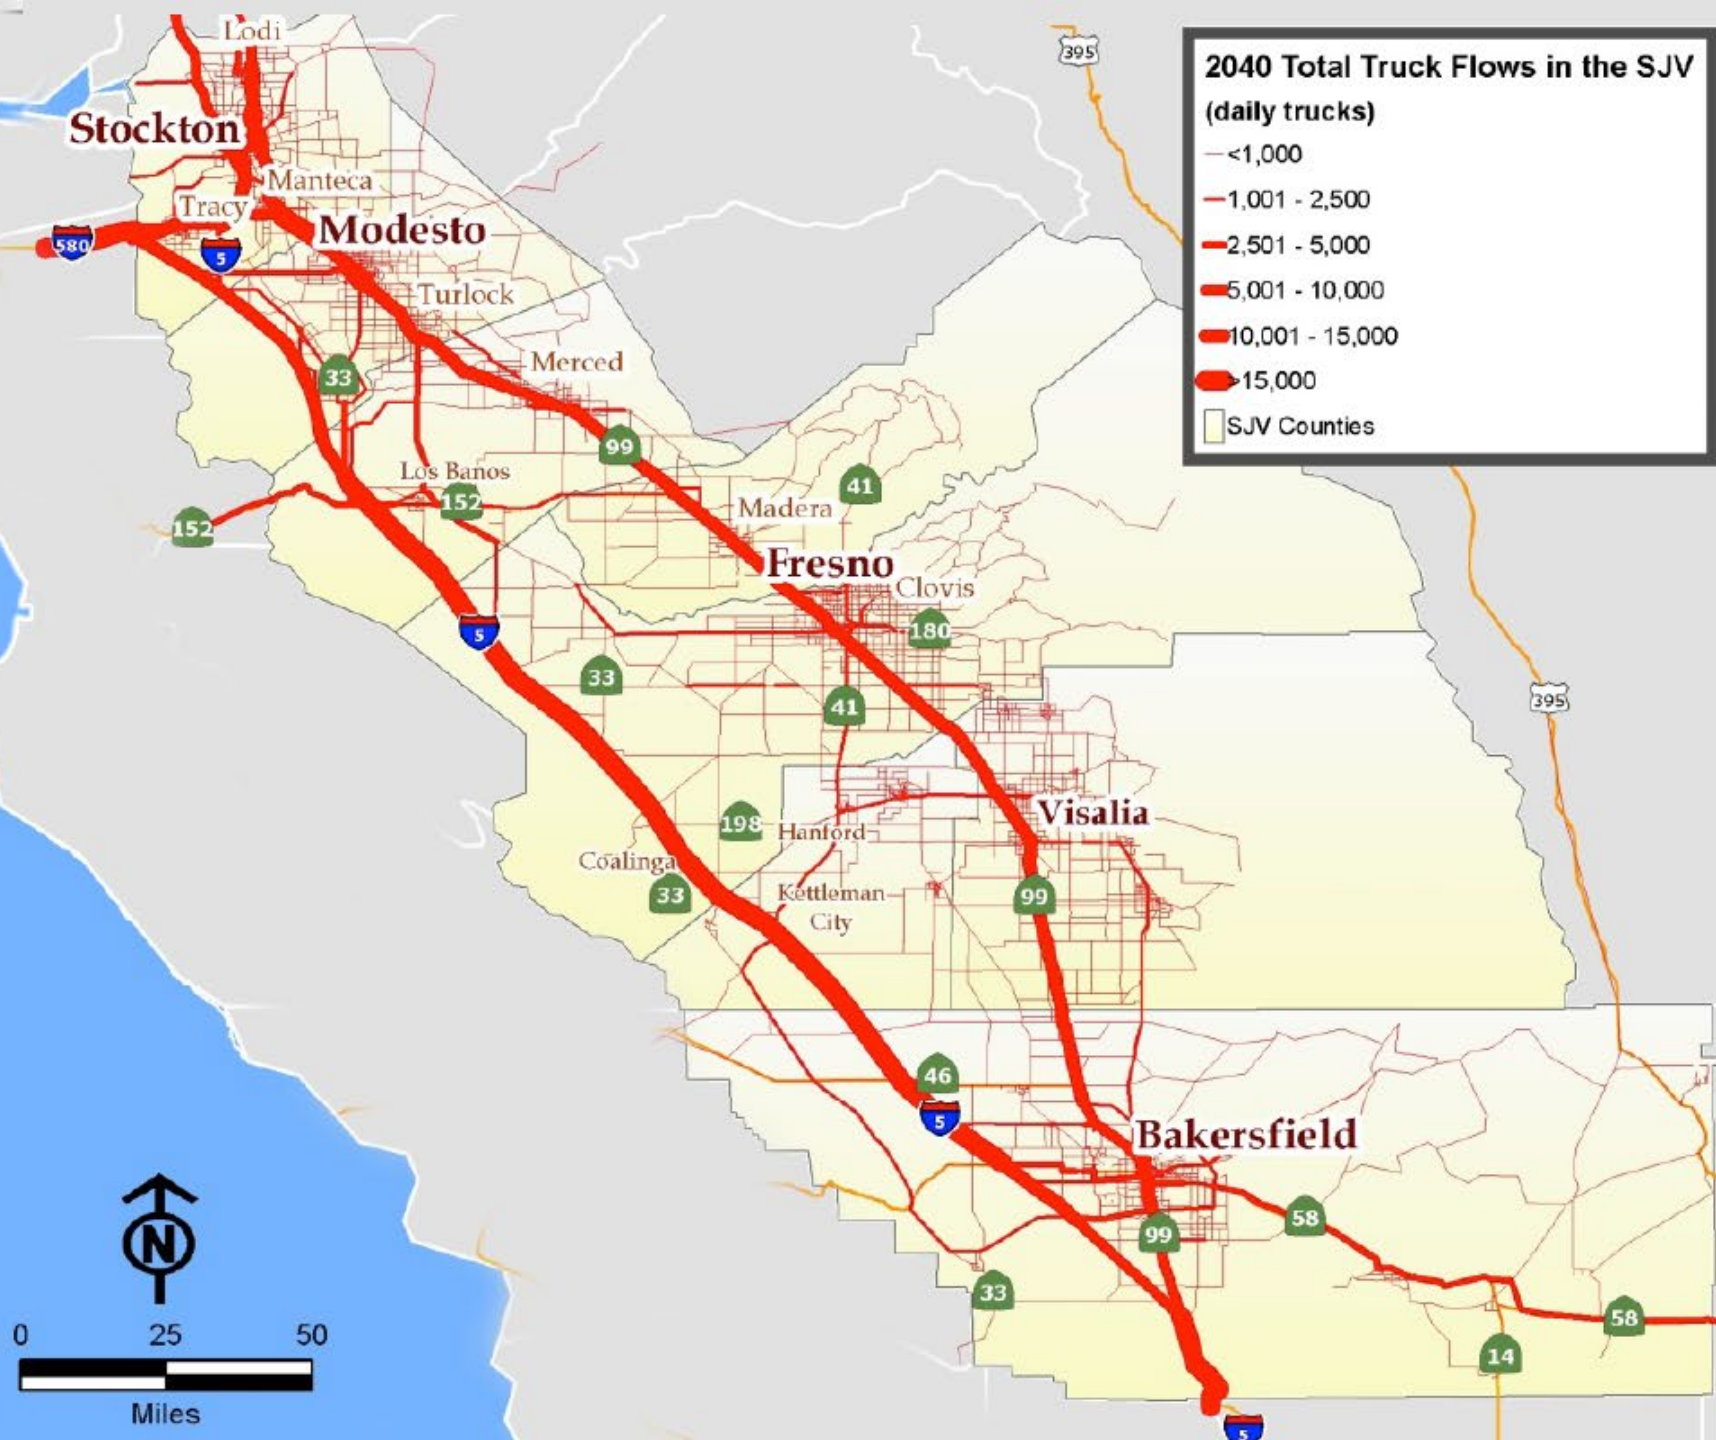 Lodi
395
2040 Total Truck Flows in the SJV
(daily trucks)
<1,000
1,001 - 2,500
2,501 - 5,000
5,001 - 10,000
10,001 - 15,000
>15,000
SJV Counties
Stockton
Manteca
Tracy
Modesto
580
5
Turlock
Merced
33
99
Los Banos
152
41
152
Madera
Fresno
Clovis
180
5
33
41
395
Visalia
198
Hanford
Coalinga
33
Kettleman
City
99
46
5
Bakersfield
N
58
99
33
58
14
0 25 50
Miles
5